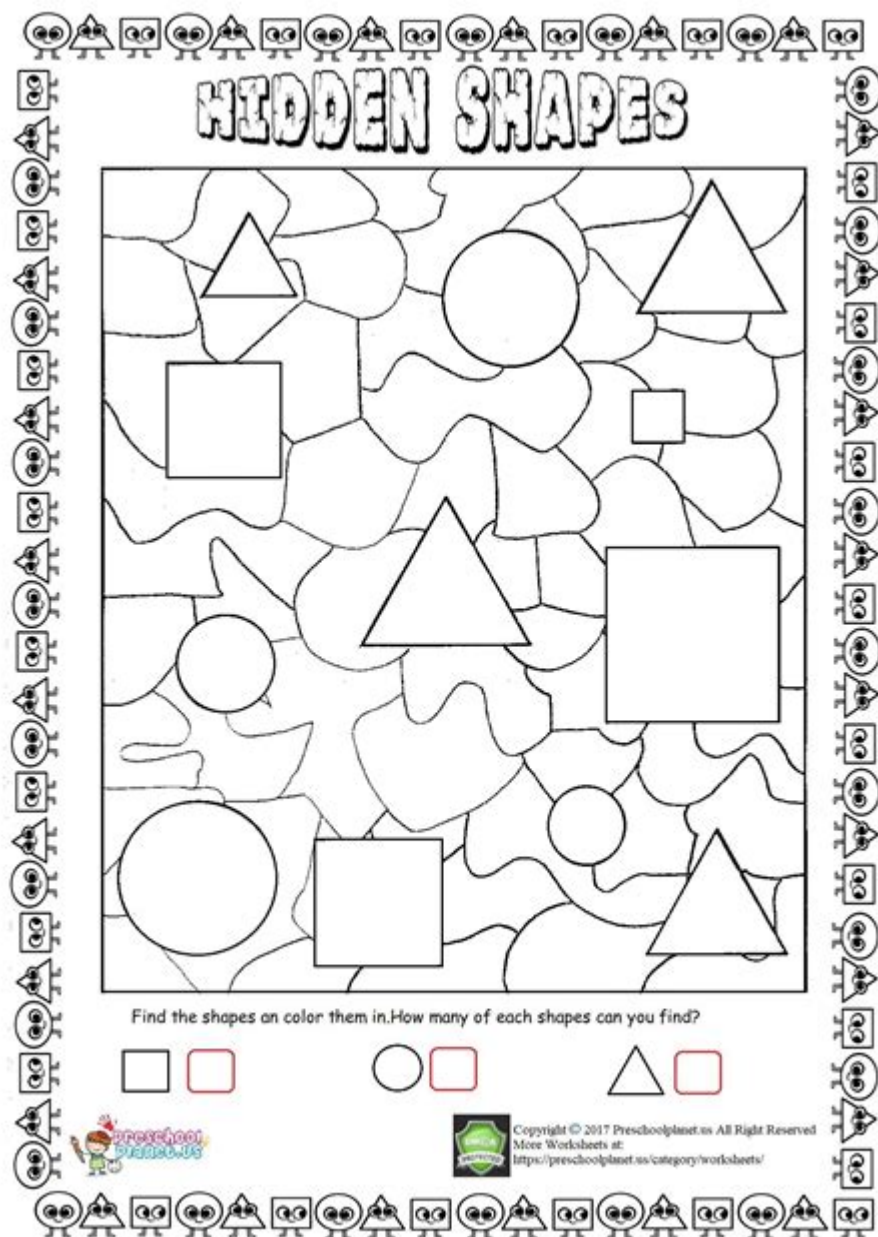 HIDDEN SHAPES
Find the shapes an color them in.How many of each shapes can you find?
preschool
planet.us
PROTECTED
Copyright © 2017 Preschoolplanet.us All Right Reserved
More Worksheets at:
https://preschoolplanet.us/category/worksheets/